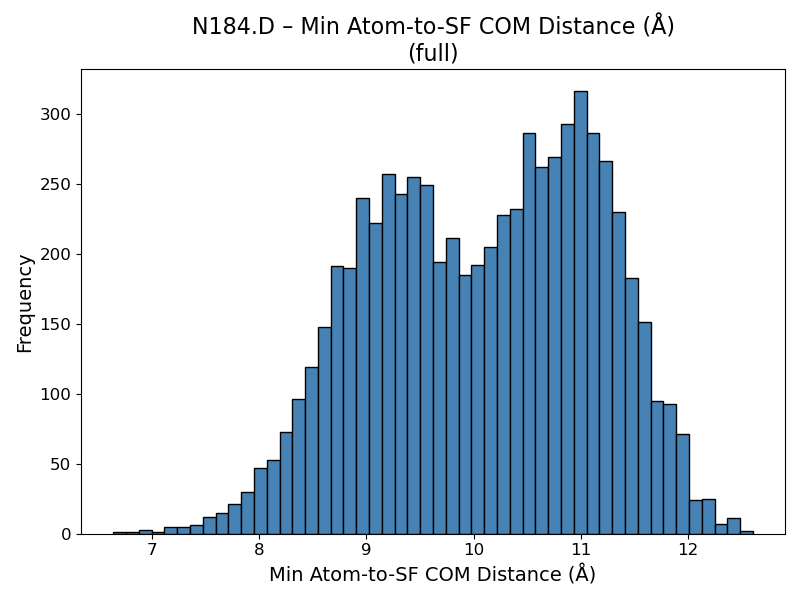 N184.D – Min Atom-to-SF COM Distance (Å)
(full)
Frequency
300
250
200
150
100
50
0
7 8 9 10 11 12
Min Atom-to-SF COM Distance (Å)